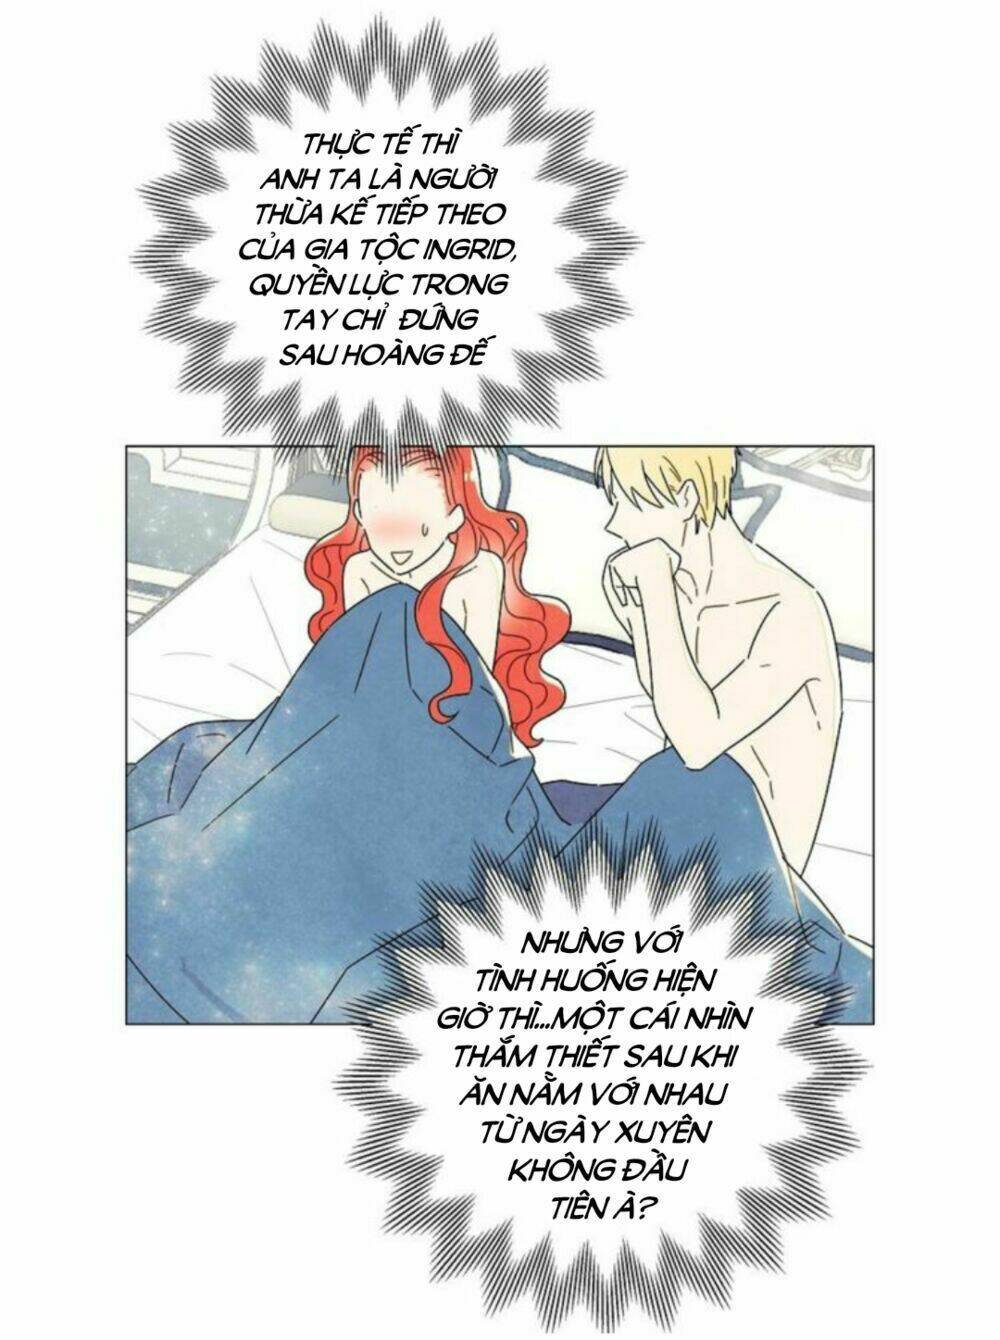 THỰC TẾ THÌ
ANH TA LÀ NGƯỜI
THỪA KẾ TIẾP THEO
CỦA GIA TỘC INGRID,
QUYỀN LỰC TRONG
TAY CHỈ ĐỨNG
SAU HOÀNG ĐẾ
NHƯNG VỚI
TÌNH HUỐNG HIỆN
GIỜ THÌ...MỘT CÁI NHÌN
THẮM THIẾT SAU KHI
ĂN NẰM VỚI NHAU
TỪ NGÀY XUYÊN
KHÔNG ĐẦU
TIÊN À?